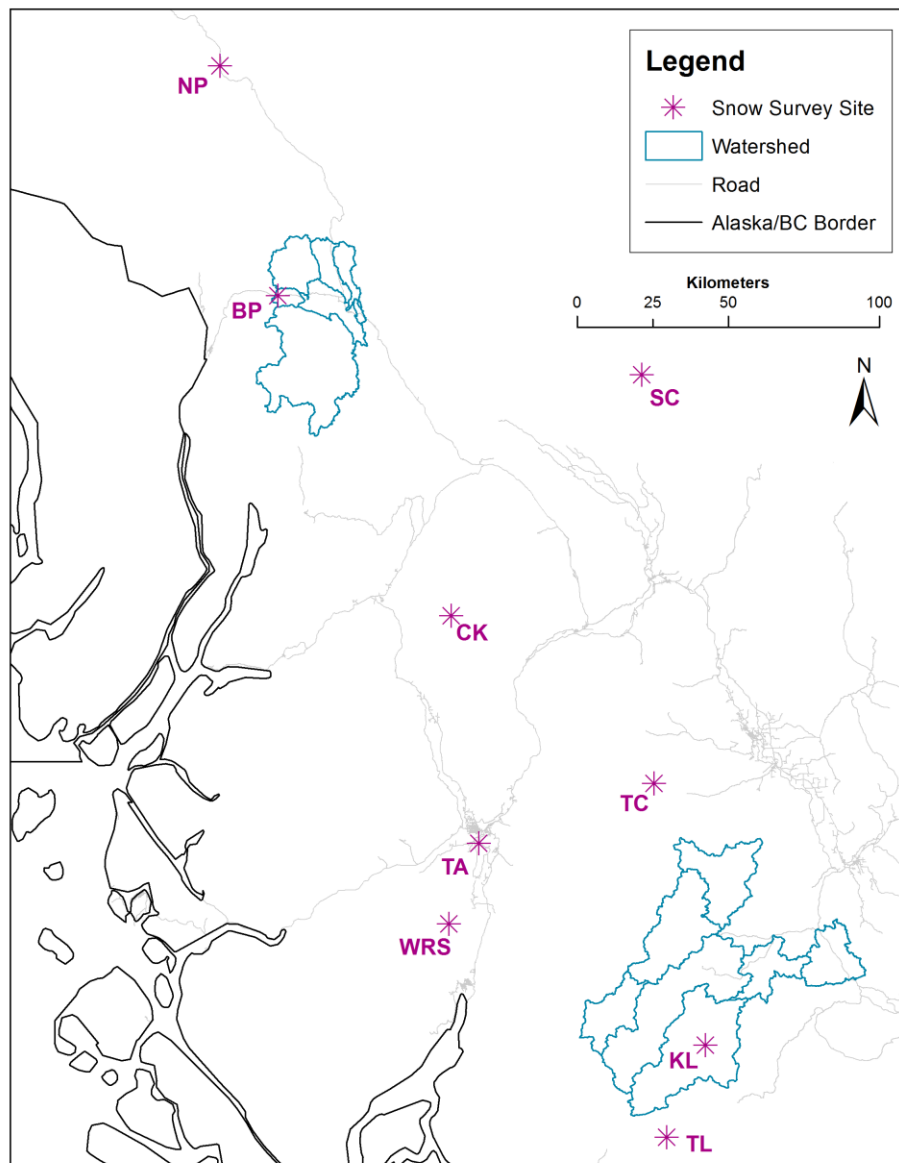 Legend
NP
Snow Survey Site
Watershed
Road
Alaska/BC Border
Kilometers
0 25 50 100
BP
SC
N
CK
TC
TA
WRS
KL
TL